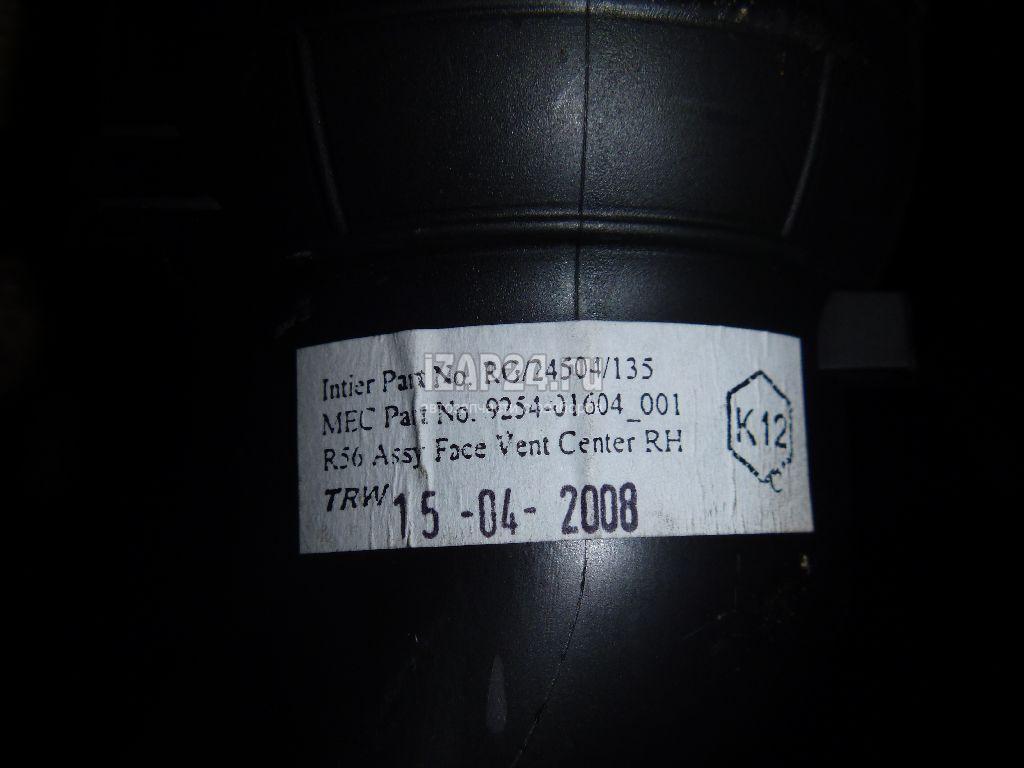 Intier Part No. RG/24504/135
MEC Part No. 9254-01604_001
R56 Assy Face Vent Center RH
TRW 15-04-2008
K12
C
iZAP24.ru